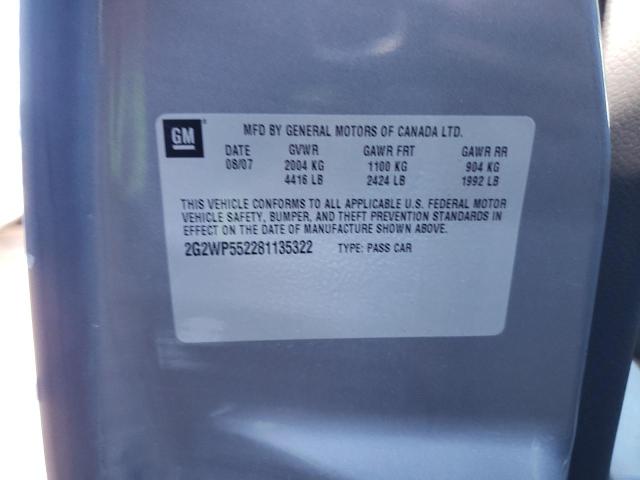 GM MFD BY GENERAL MOTORS OF CANADA LTD.
DATE GVWR GAWR FRT GAWR RR
08/07 2004 KG 1100 KG 904 KG
4416 LB 2424 LB 1992 LB
THIS VEHICLE CONFORMS TO ALL APPLICABLE U.S. FEDERAL MOTOR
VEHICLE SAFETY, BUMPER, AND THEFT PREVENTION STANDARDS IN
EFFECT ON THE DATE OF MANUFACTURE SHOWN ABOVE.
2G2WP552281135322 TYPE: PASS CAR